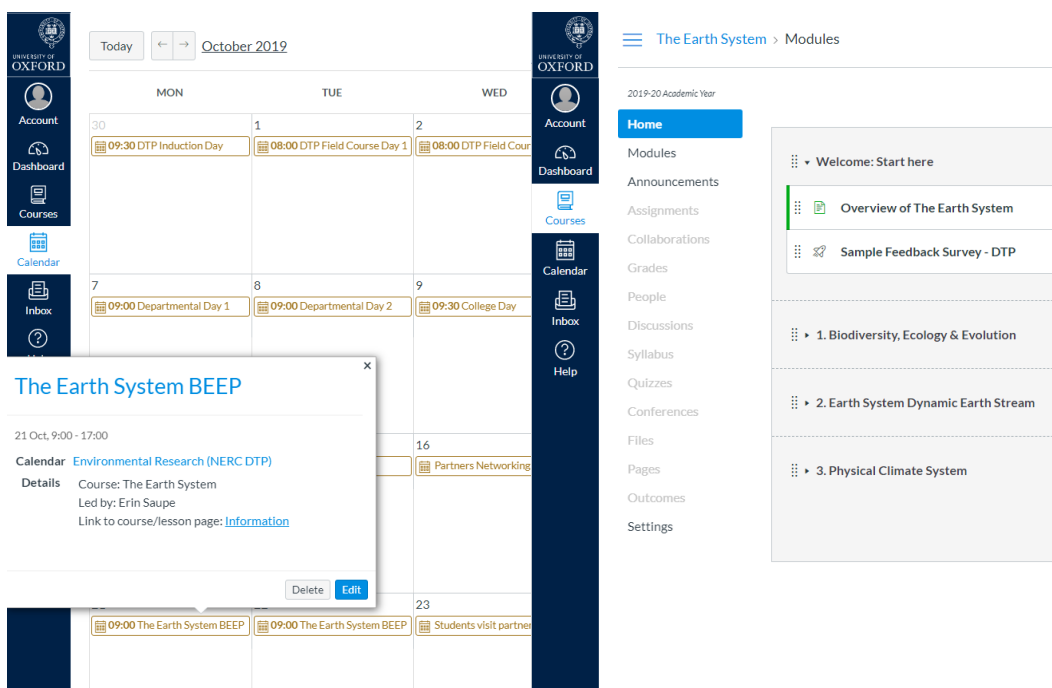 UNIVERSITY OF
OXFORD
Account
Dashboard
Courses
Calendar
Inbox
Today ← → October 2019
MON TUE WED
30 1 2
09:30 DTP Induction Day 08:00 DTP Field Course Day 1 08:00 DTP Field Cour
7 8 9
09:00 Departmental Day 1 09:00 Departmental Day 2 09:30 College Day
16
Partners Networking
23
09:00 The Earth System BEEP 09:00 The Earth System BEEP Students visit partner
×
The Earth System BEEP
21 Oct, 9:00 - 17:00
Calendar Environmental Research (NERC DTP)
Details Course: The Earth System
Led by: Erin Saupe
Link to course/lesson page: Information
Delete Edit
UNIVERSITY OF
OXFORD
Account
Dashboard
Courses
Calendar
Inbox
Help
The Earth System > Modules
2019-20 Academic Year
Home
Modules
Announcements
Assignments
Collaborations
Grades
People
Discussions
Syllabus
Quizzes
Conferences
Files
Pages
Outcomes
Settings
Welcome: Start here
Overview of The Earth System
Sample Feedback Survey - DTP
1. Biodiversity, Ecology & Evolution
2. Earth System Dynamic Earth Stream
3. Physical Climate System